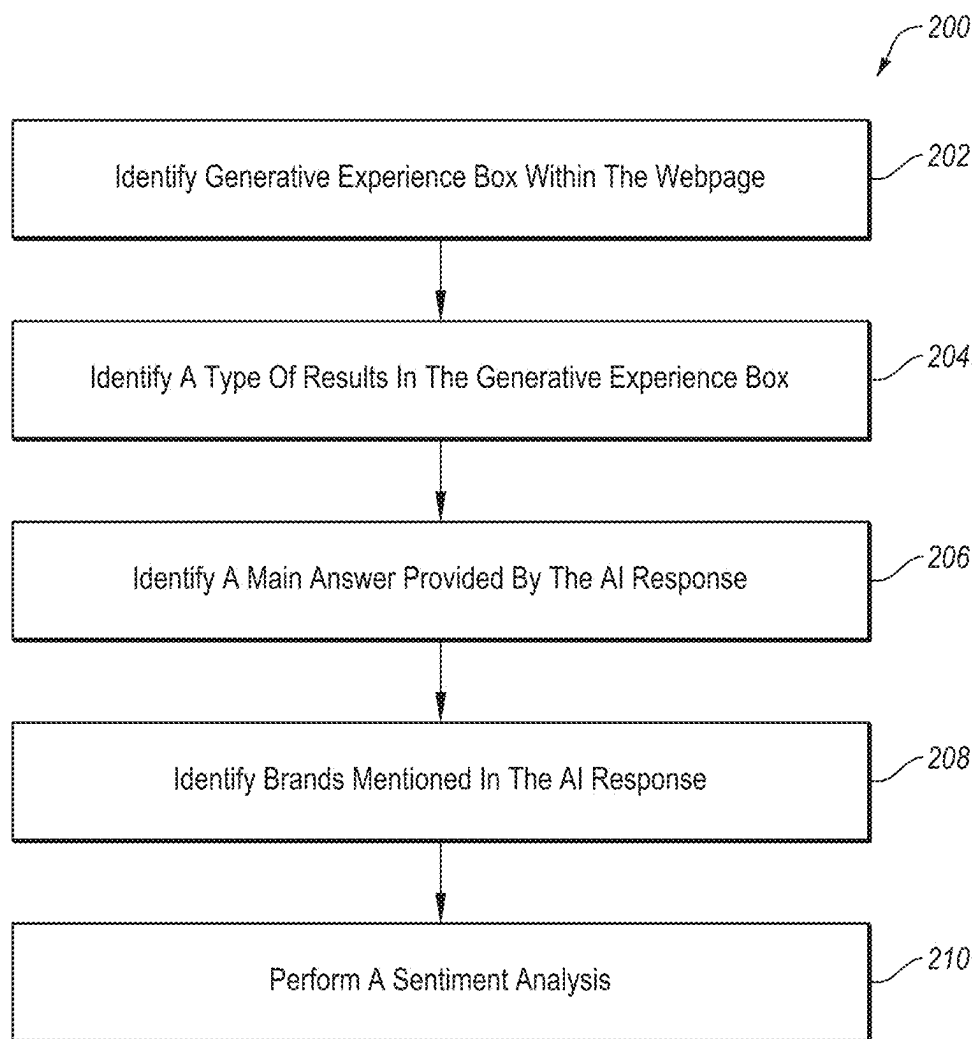 200
Identify Generative Experience Box Within The Webpage
202
Identify A Type Of Results In The Generative Experience Box
204
Identify A Main Answer Provided By The AI Response
206
Identify Brands Mentioned In The AI Response
208
Perform A Sentiment Analysis
210